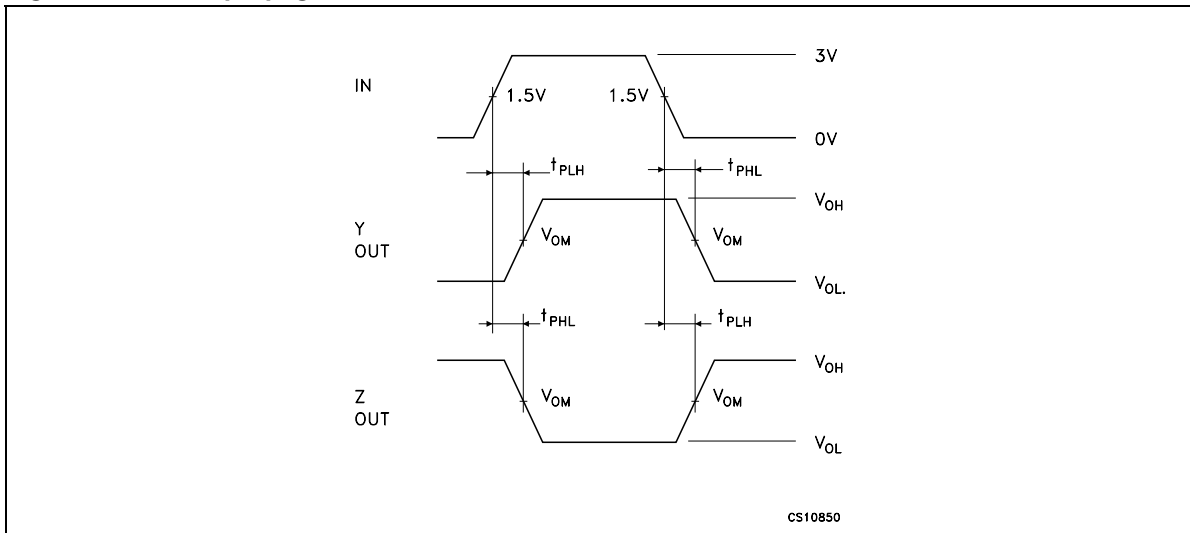 3V
IN
1.5V 1.5V
0V
tPLH tPHL
VOH
Y
OUT
VOM VOM
VOL.
tPHL tPLH
VOH
Z
OUT
VOM VOM
VOL
CS10850